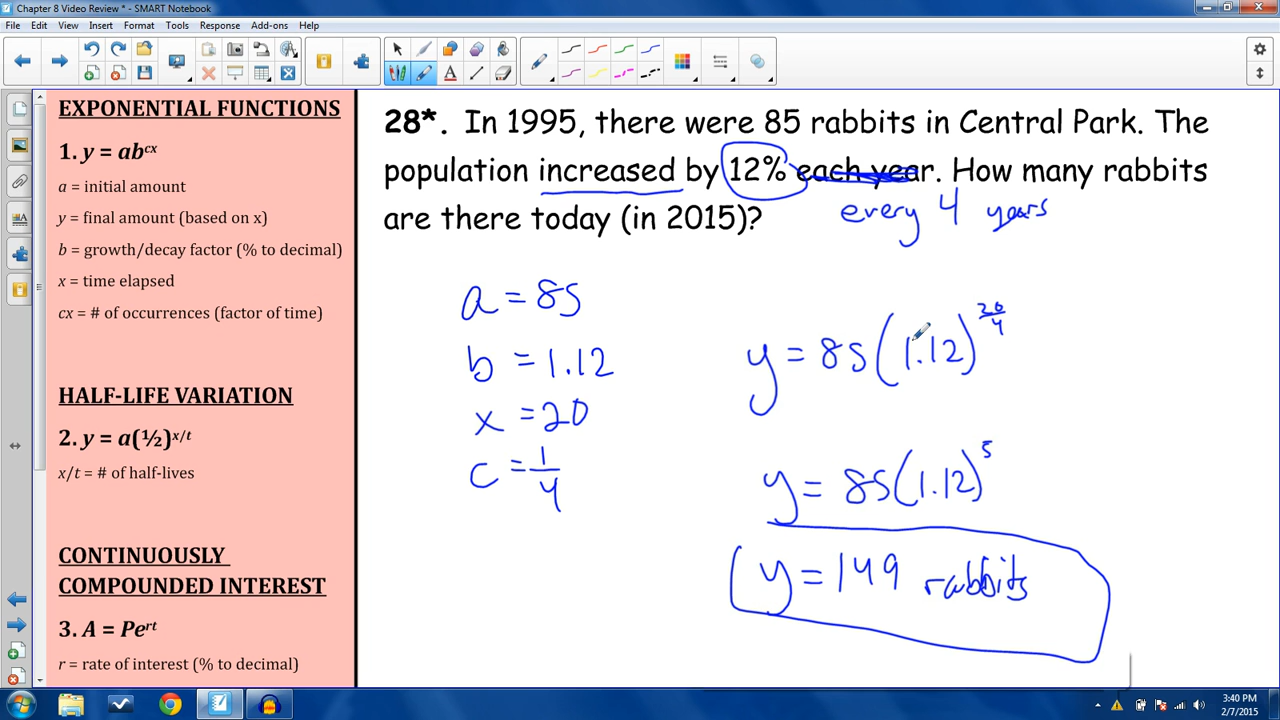 Chapter 8 Video Review * - SMART Notebook
File Edit View Insert Format Tools Response Add-ons Help
EXPONENTIAL FUNCTIONS
1. y = ab^cx
a = initial amount
y = final amount (based on x)
b = growth/decay factor (% to decimal)
x = time elapsed
cx = # of occurrences (factor of time)
HALF-LIFE VARIATION
2. y = a(½)^x/t
x/t = # of half-lives
CONTINUOUSLY
COMPOUNDED INTEREST
3. A = Pe^rt
r = rate of interest (% to decimal)
28*. In 1995, there were 85 rabbits in Central Park. The
population increased by 12% each year. How many rabbits
are there today (in 2015)?
every 4 years
a = 85
b = 1.12
x = 20
c = 1/4
y = 85(1.12)^20/4
y = 85(1.12)^5
y = 149 rabbits
3:40 PM
2/7/2015